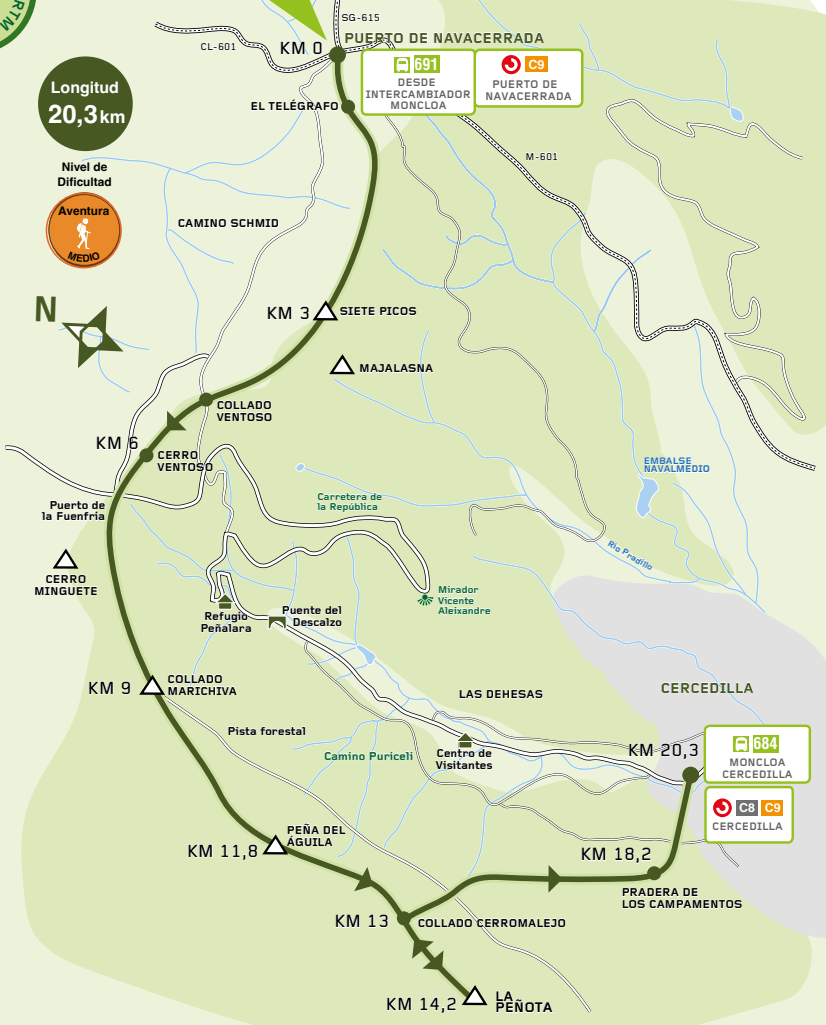 RTM
SG-615
CL-601
KM 0
PUERTO DE NAVACERRADA
691
DESDE
INTERCAMBIADOR
MONCLOA
C9
PUERTO DE
NAVACERRADA
Longitud
20,3 km
EL TELÉGRAFO
M-601
Nivel de
Dificultad
Aventura
MEDIO
CAMINO SCHMID
N
KM 3
SIETE PICOS
MAJALASNA
COLLADO
VENTOSO
KM 6
CERRO
VENTOSO
EMBALSE
NAVALMEDIO
Puerto de
la Fuenfría
Carretera de
la República
Río Pradillo
CERRO
MINGUETE
Mirador
Vicente
Aleixandre
Refugio
Peñalara
Puente del
Descalzo
KM 9
COLLADO
MARICHIVA
LAS DEHESAS
CERCEDILLA
Pista forestal
Camino Puricelli
Centro de
Visitantes
KM 20,3
684
MONCLOA
CERCEDILLA
C8
C9
CERCEDILLA
KM 11,8
PEÑA DEL
ÁGUILA
KM 18,2
PRADERA DE
LOS CAMPAMENTOS
KM 13
COLLADO CERROMALEJO
KM 14,2
LA
PEÑOTA